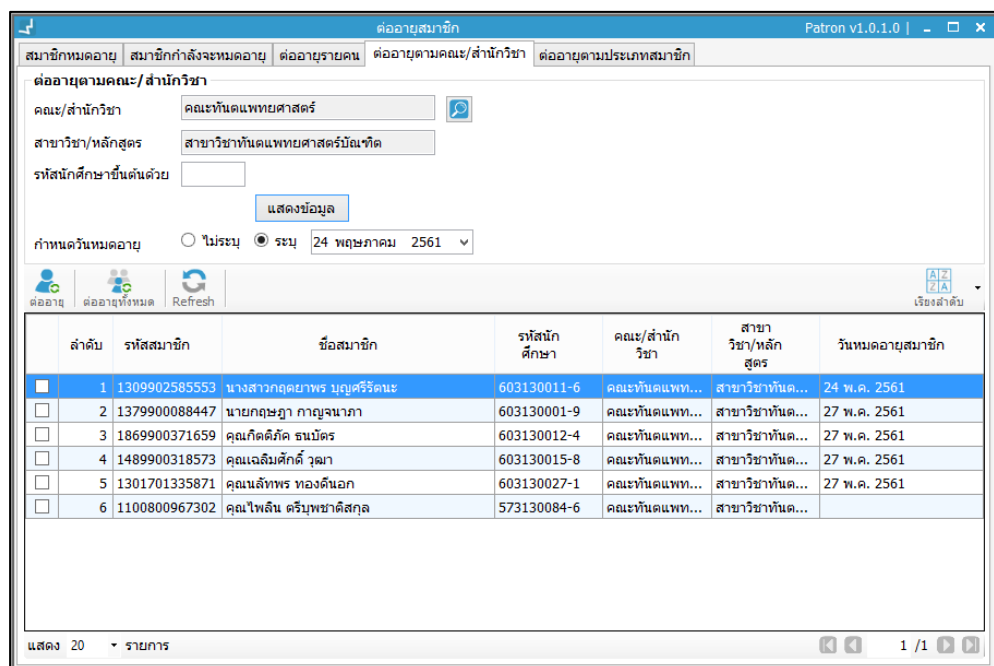 ต่ออายุสมาชิก Patron v1.0.1.0 |
สมาชิกหมดอายุ สมาชิกกำลังจะหมดอายุ ต่ออายุรายคน ต่ออายุตามคณะ/สำนักวิชา ต่ออายุตามประเภทสมาชิก
ต่ออายุตามคณะ/สำนักวิชา
คณะ/สำนักวิชา คณะทันตแพทยศาสตร์
สาขาวิชา/หลักสูตร สาขาวิชาทันตแพทยศาสตร์บัณฑิต
รหัสนักศึกษาขึ้นต้นด้วย
แสดงข้อมูล
กำหนดวันหมดอายุ ไม่ระบุ ระบุ 24 พฤษภาคม 2561
ต่ออายุ ต่ออายุทั้งหมด Refresh เรียงลำดับ
ลำดับ รหัสสมาชิก ชื่อสมาชิก รหัสนักศึกษา คณะ/สำนักวิชา สาขาวิชา/หลักสูตร วันหมดอายุสมาชิก
1 1309902585553 นางสาวกฤตยาพร บุญศรีรัตนะ 603130011-6 คณะทันตแพท... สาขาวิชาทันต... 24 พ.ค. 2561
2 1379900088447 นายกฤษฎา กาญจนาภา 603130001-9 คณะทันตแพท... สาขาวิชาทันต... 27 พ.ค. 2561
3 1869900371659 คุณกิตติภัค ธนบัตร 603130012-4 คณะทันตแพท... สาขาวิชาทันต... 27 พ.ค. 2561
4 1489900318573 คุณเฉลิมศักดิ์ วุฒา 603130015-8 คณะทันตแพท... สาขาวิชาทันต... 27 พ.ค. 2561
5 1301701335871 คุณนลัทพร ทองดีนอก 603130027-1 คณะทันตแพท... สาขาวิชาทันต... 27 พ.ค. 2561
6 1100800967302 คุณไพลิน ตรีบุพชาติสกุล 573130084-6 คณะทันตแพท... สาขาวิชาทันต...
แสดง 20 รายการ 1 /1